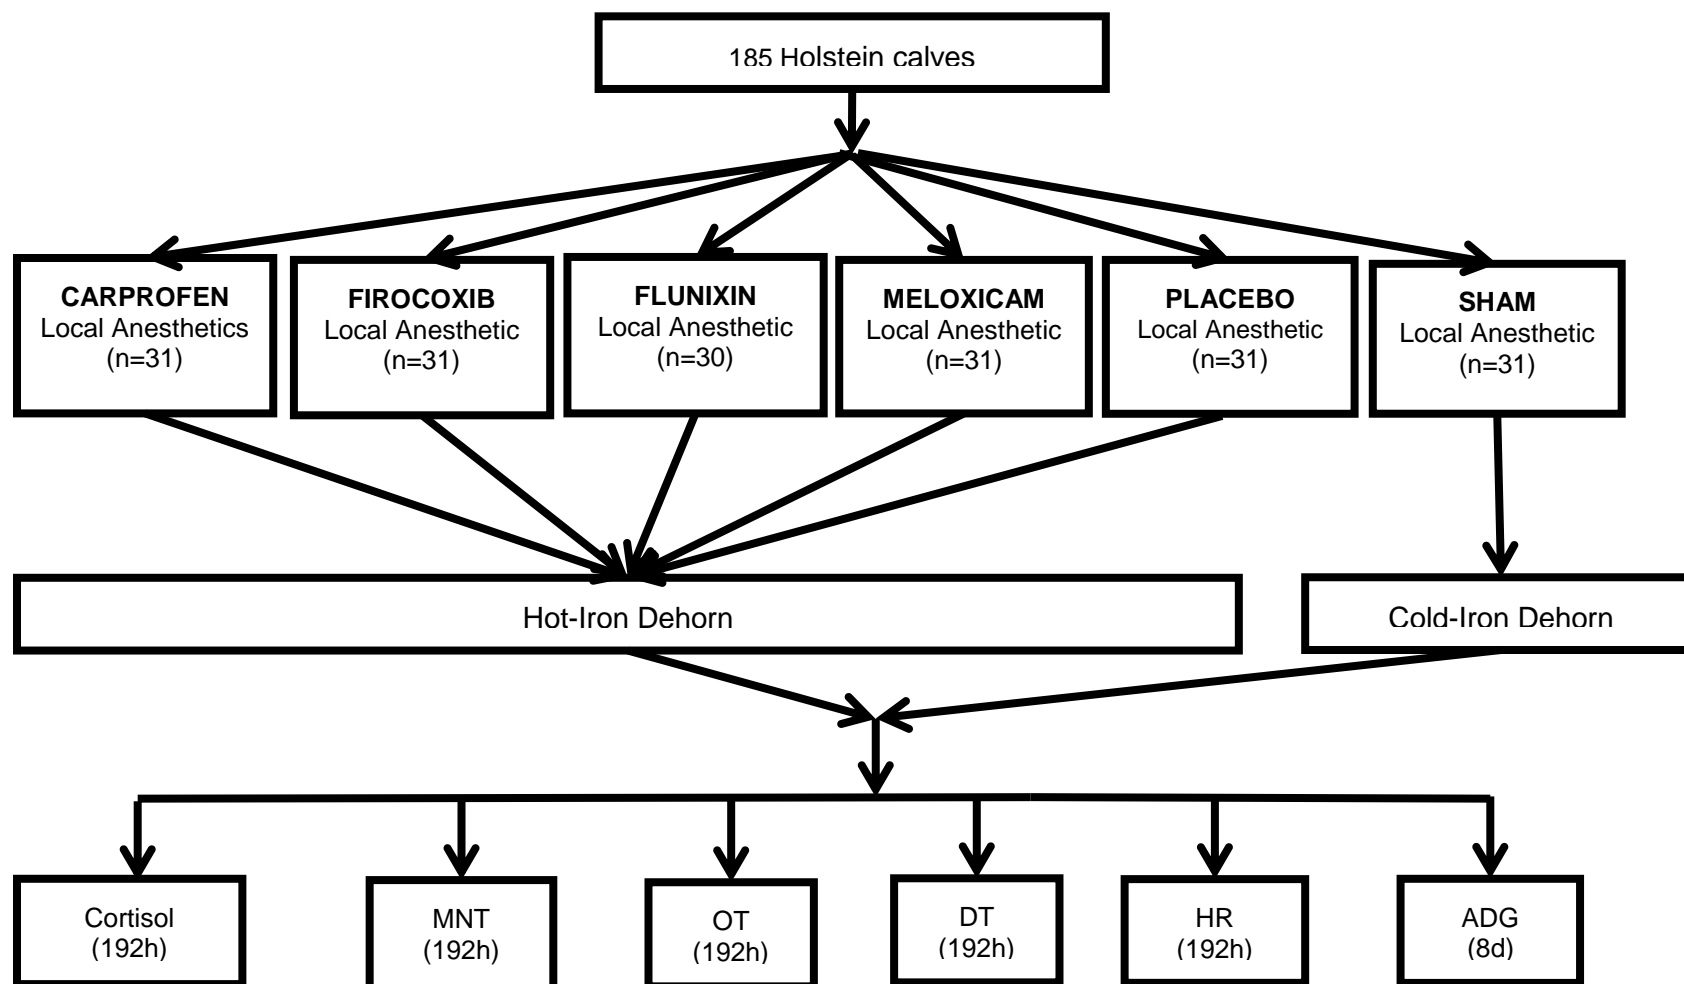 185 Holstein calves
CARPROFEN
Local Anesthetics
(n=31)
FIROCOXIB
Local Anesthetic
(n=31)
FLUNIXIN
Local Anesthetic
(n=30)
MELOXICAM
Local Anesthetic
(n=31)
PLACEBO
Local Anesthetic
(n=31)
SHAM
Local Anesthetic
(n=31)
Hot-Iron Dehorn
Cold-Iron Dehorn
Cortisol
(192h)
MNT
(192h)
OT
(192h)
DT
(192h)
HR
(192h)
ADG
(8d)